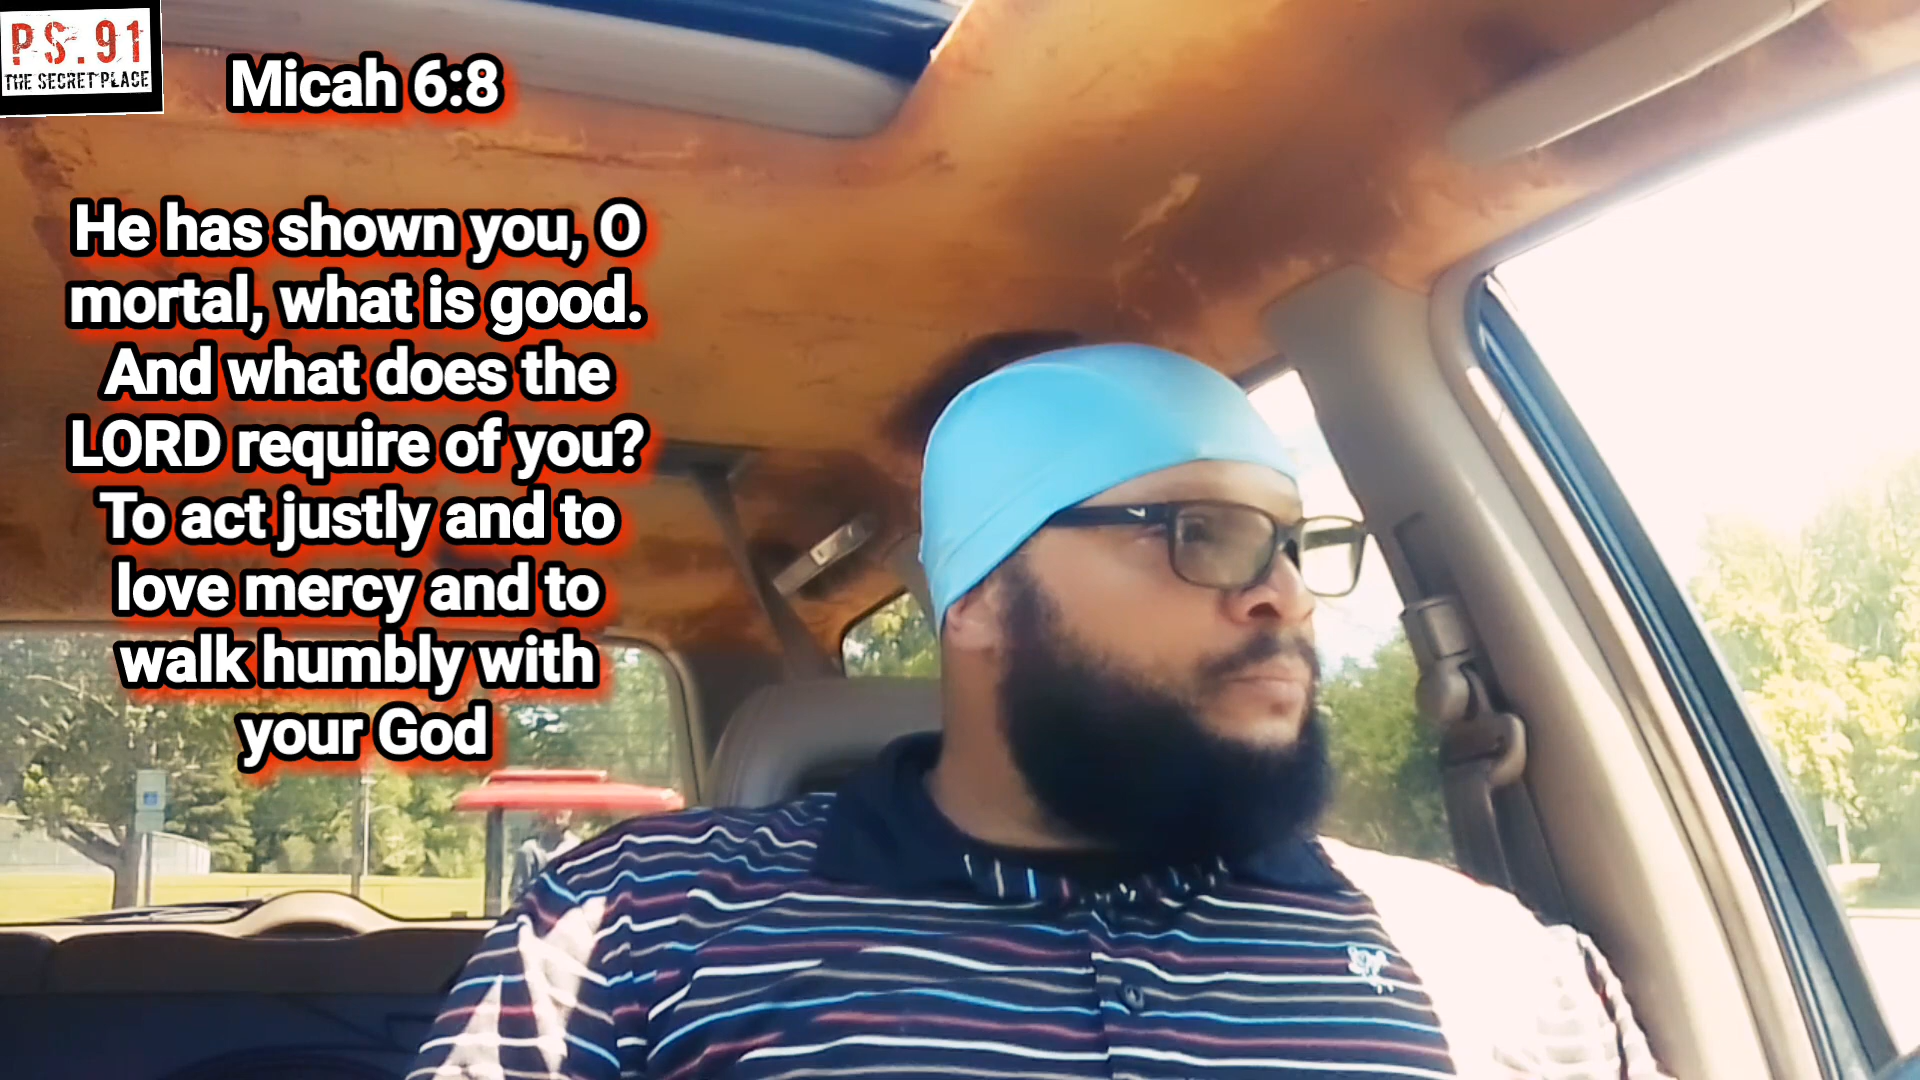 PS.91
THE SECRET PLACE
Micah 6:8
He has shown you, O
mortal, what is good.
And what does the
LORD require of you?
To act justly and to
love mercy and to
walk humbly with
your God